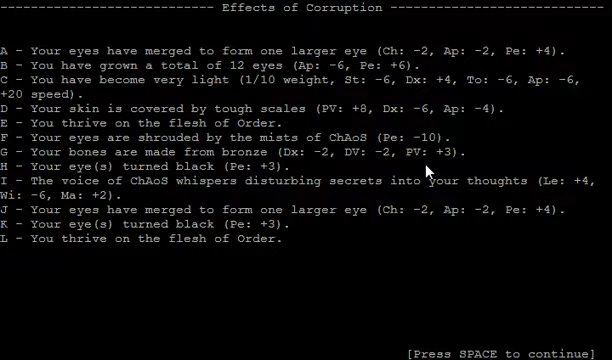 ---------------------------- Effects of Corruption ----------------------------
A - Your eyes have merged to form one larger eye (Ch: -2, Ap: -2, Pe: +4).
B - You have grown a total of 12 eyes (Ap: -6, Pe: +6).
C - You have become very light (1/10 weight, St: -6, Dx: +4, To: -6, Ap: -6,
+20 speed).
D - Your skin is covered by tough scales (PV: +8, Dx: -6, Ap: -4).
E - You thrive on the flesh of Order.
F - Your eyes are shrouded by the mists of ChAoS (Pe: -10).
G - Your bones are made from bronze (Dx: -2, DV: -2, PV: +3).
H - Your eye(s) turned black (Pe: +3).
I - The voice of ChAoS whispers disturbing secrets into your thoughts (Le: +4,
Wi: -6, Ma: +2).
J - Your eyes have merged to form one larger eye (Ch: -2, Ap: -2, Pe: +4).
K - Your eye(s) turned black (Pe: +3).
L - You thrive on the flesh of Order.
[Press SPACE to continue]